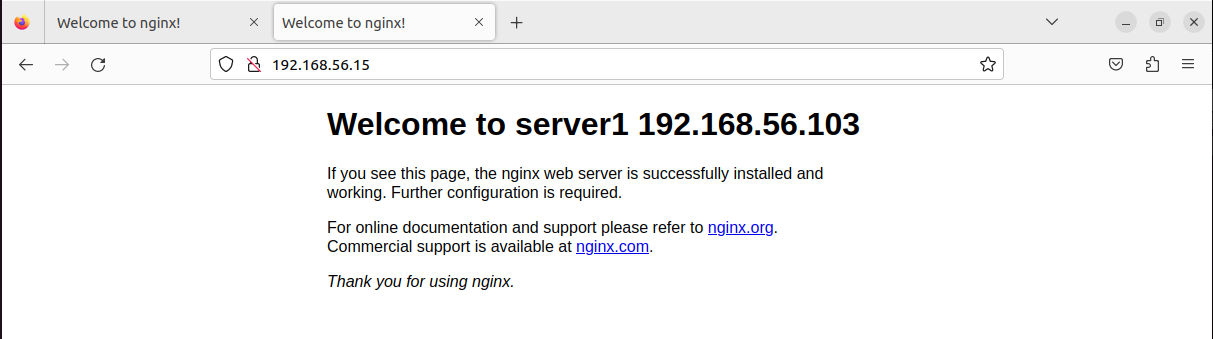 Welcome to nginx!
Welcome to nginx!
192.168.56.15
Welcome to server1 192.168.56.103
If you see this page, the nginx web server is successfully installed and
working. Further configuration is required.
For online documentation and support please refer to nginx.org.
Commercial support is available at nginx.com.
Thank you for using nginx.